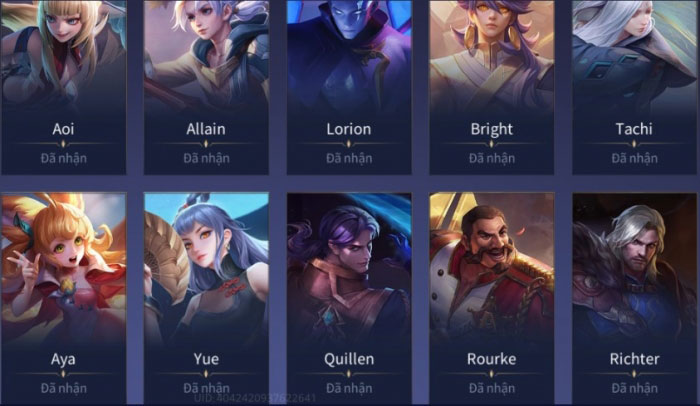 Aoi Allain Lorion Bright Tachi
Đã nhận Đã nhận Đã nhận Đã nhận Đã nhận
Aya Yue Quillen Rourke Richter
Đã nhận Đã nhận Đã nhận Đã nhận Đã nhận
UID: 4042420937622641